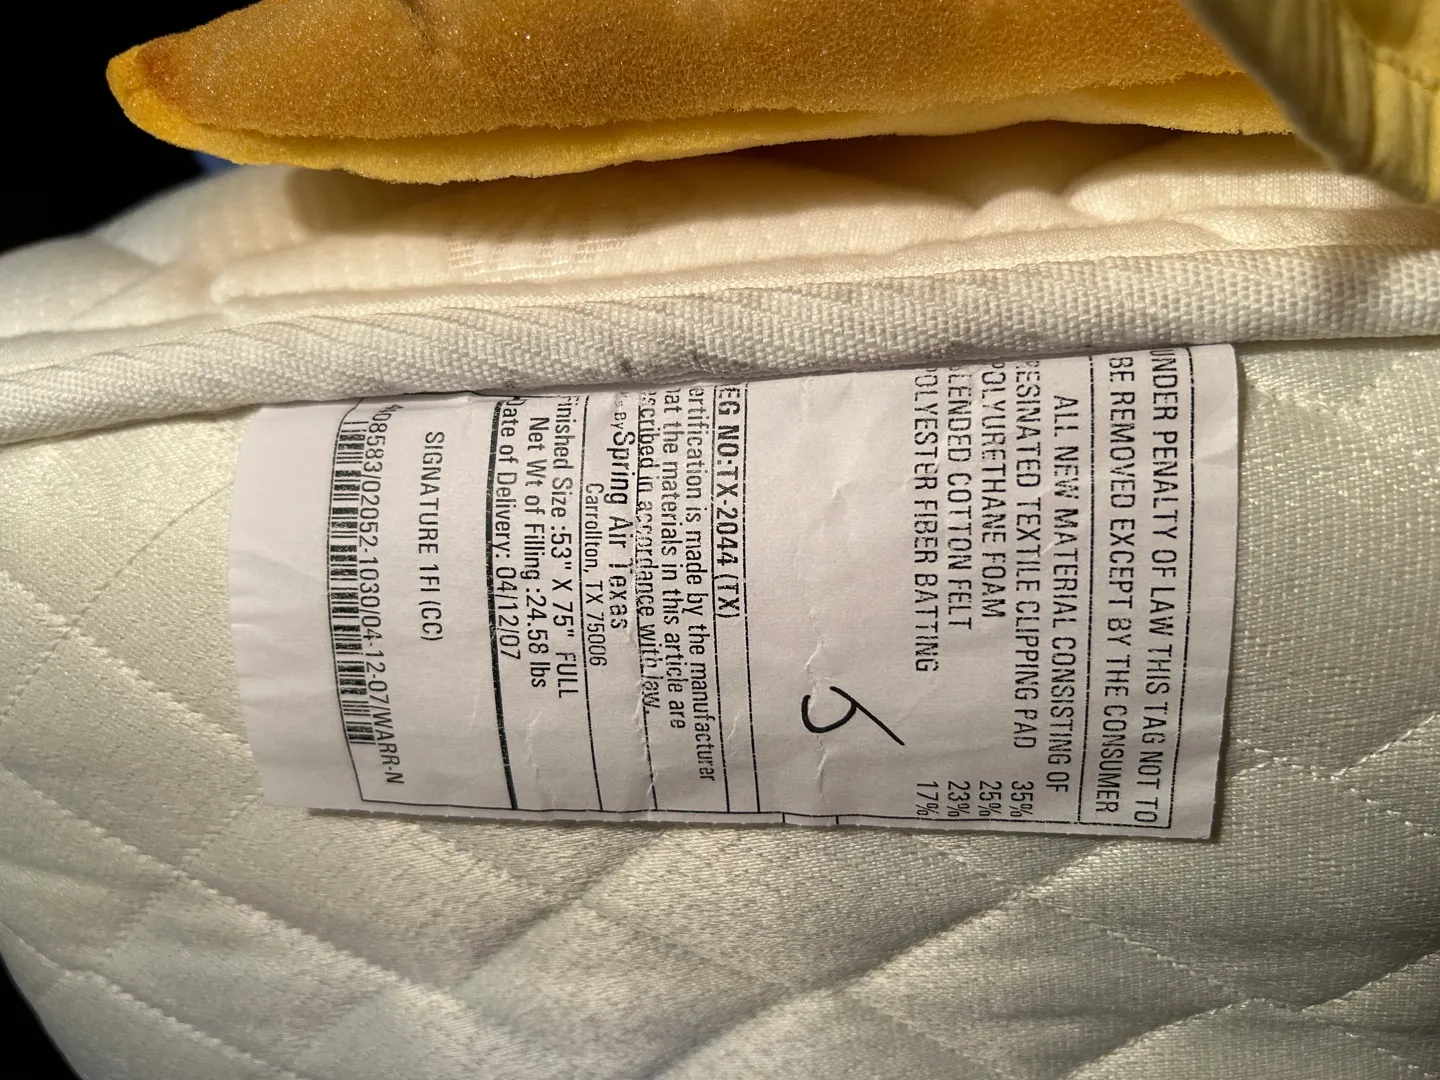 UNDER PENALTY OF LAW THIS TAG NOT TO
BE REMOVED EXCEPT BY THE CONSUMER
ALL NEW MATERIAL CONSISTING OF
RESINATED TEXTILE CLIPPING PAD 35%
POLYURETHANE FOAM 25%
BLENDED COTTON FELT 23%
POLYESTER FIBER BATTING 17%
6
EG NO:TX-2044 (TX)
ertification is made by the manufacturer
hat the materials in this article are
escribed in accordance with law.
BY Spring Air Texas
Carrollton, TX 75006
Finished Size :53" X 75" FULL
Net Wt of Filling :24.58 lbs
Date of Delivery: 04/12/07
SIGNATURE 1FI (CC)
%08583/02052-1030/04-12-07/WARR-N